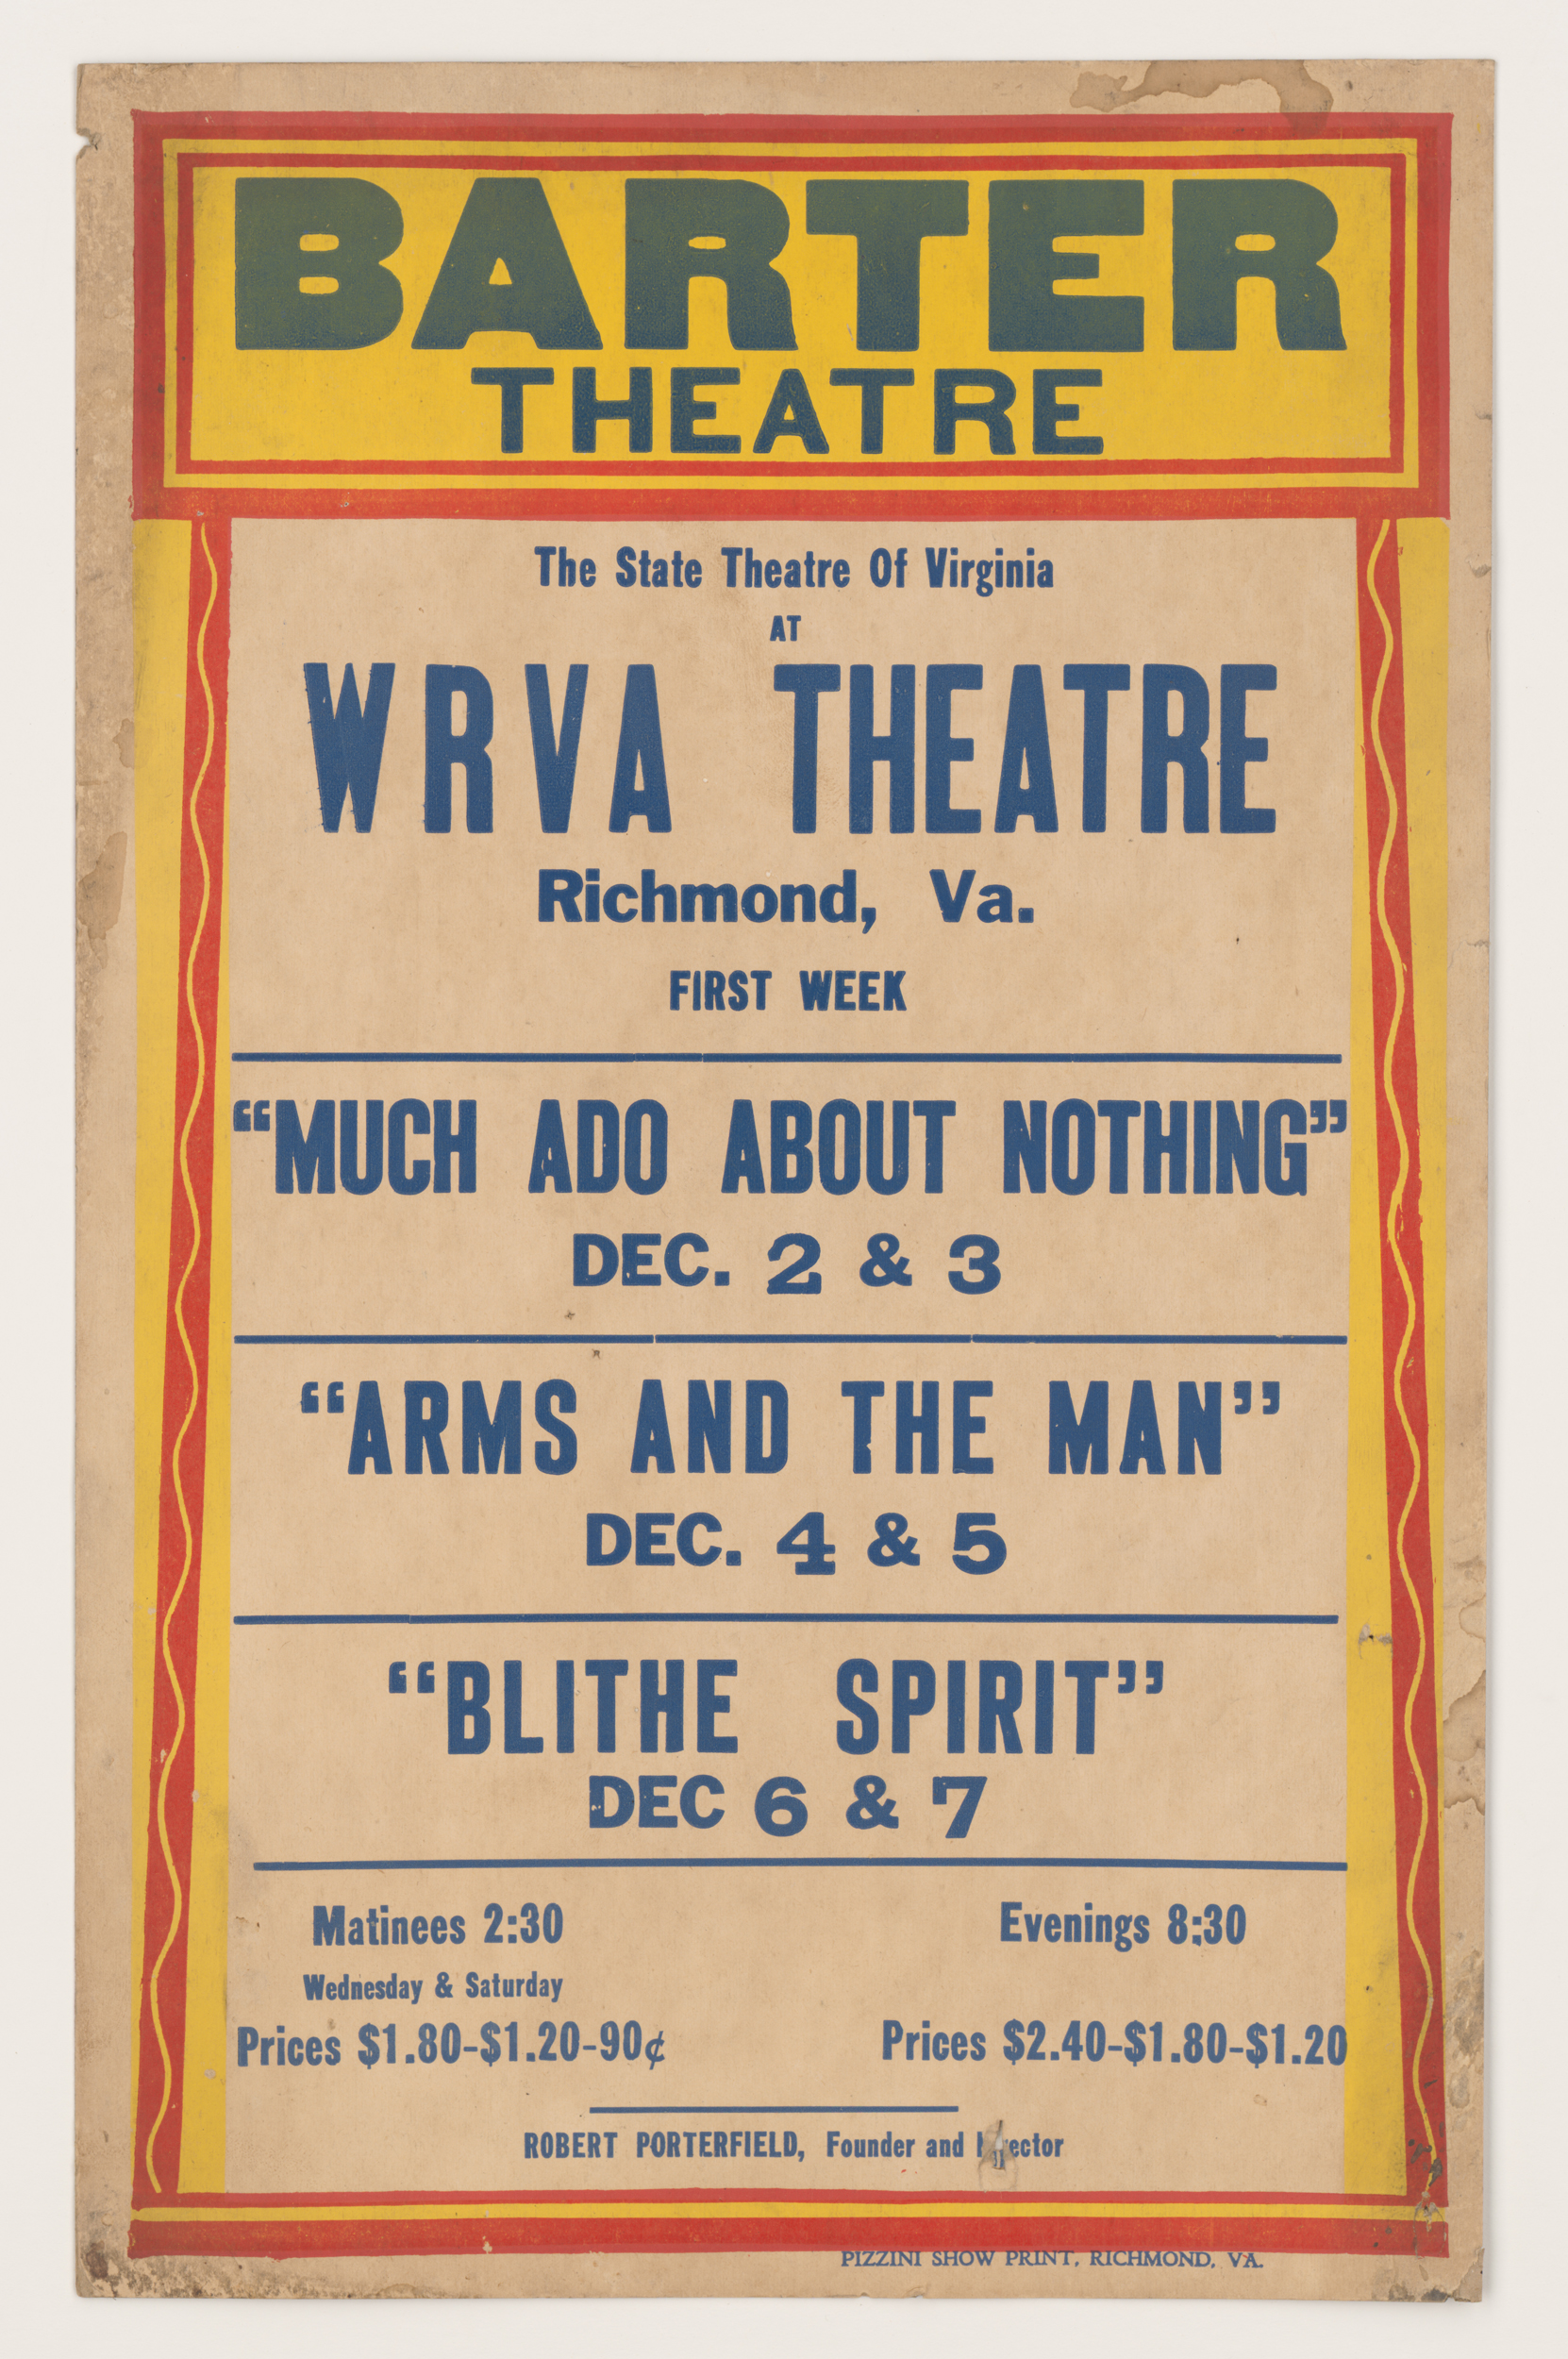 BARTER
THEATRE
The State Theatre Of Virginia
AT
WRVA THEATRE
Richmond, Va.
FIRST WEEK
“MUCH ADO ABOUT NOTHING”
DEC. 2 & 3
“ARMS AND THE MAN”
DEC. 4 & 5
“BLITHE SPIRIT”
DEC 6 & 7
Matinees 2:30
Wednesday & Saturday
Prices $1.80-$1.20-90¢
Evenings 8:30
Prices $2.40-$1.80-$1.20
ROBERT PORTERFIELD, Founder and Director
PIZZINI SHOW PRINT, RICHMOND, VA.